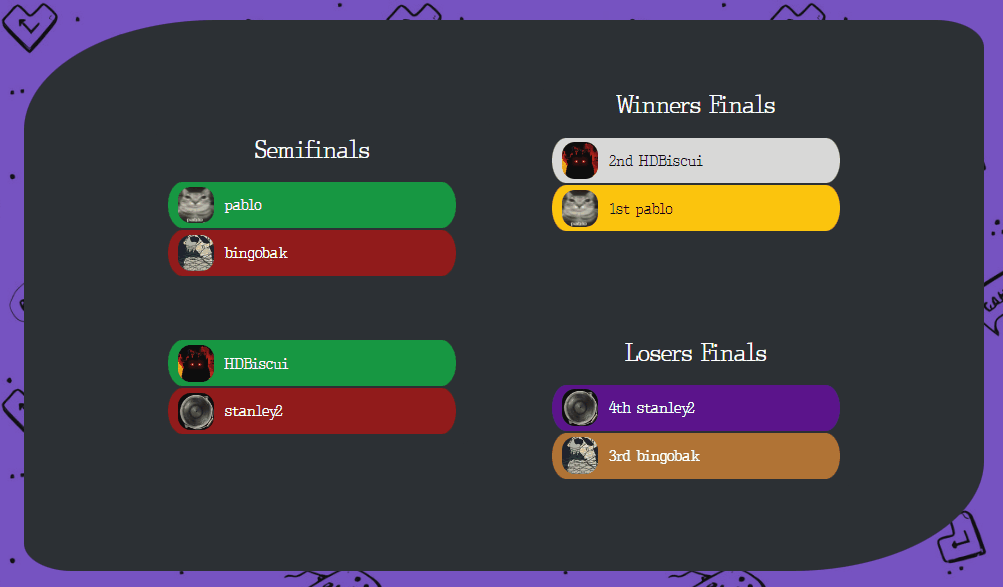 Semifinals
pablo
bingobak
HDBiscui
stanley2
Winners Finals
2nd HDBiscui
1st pablo
Losers Finals
4th stanley2
3rd bingobak